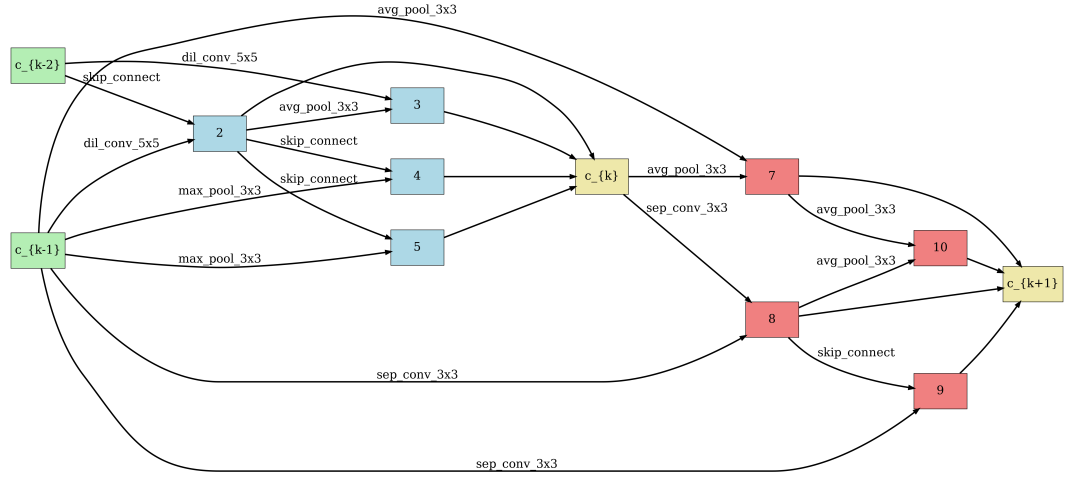 avg_pool_3x3
c_{k-2}
dil_conv_5x5
skip_connect
3
avg_pool_3x3
2
dil_conv_5x5
skip_connect
4
c_{k}
avg_pool_3x3
7
skip_connect
max_pool_3x3
sep_conv_3x3
avg_pool_3x3
c_{k-1}
5
10
max_pool_3x3
avg_pool_3x3
c_{k+1}
8
skip_connect
sep_conv_3x3
9
sep_conv_3x3